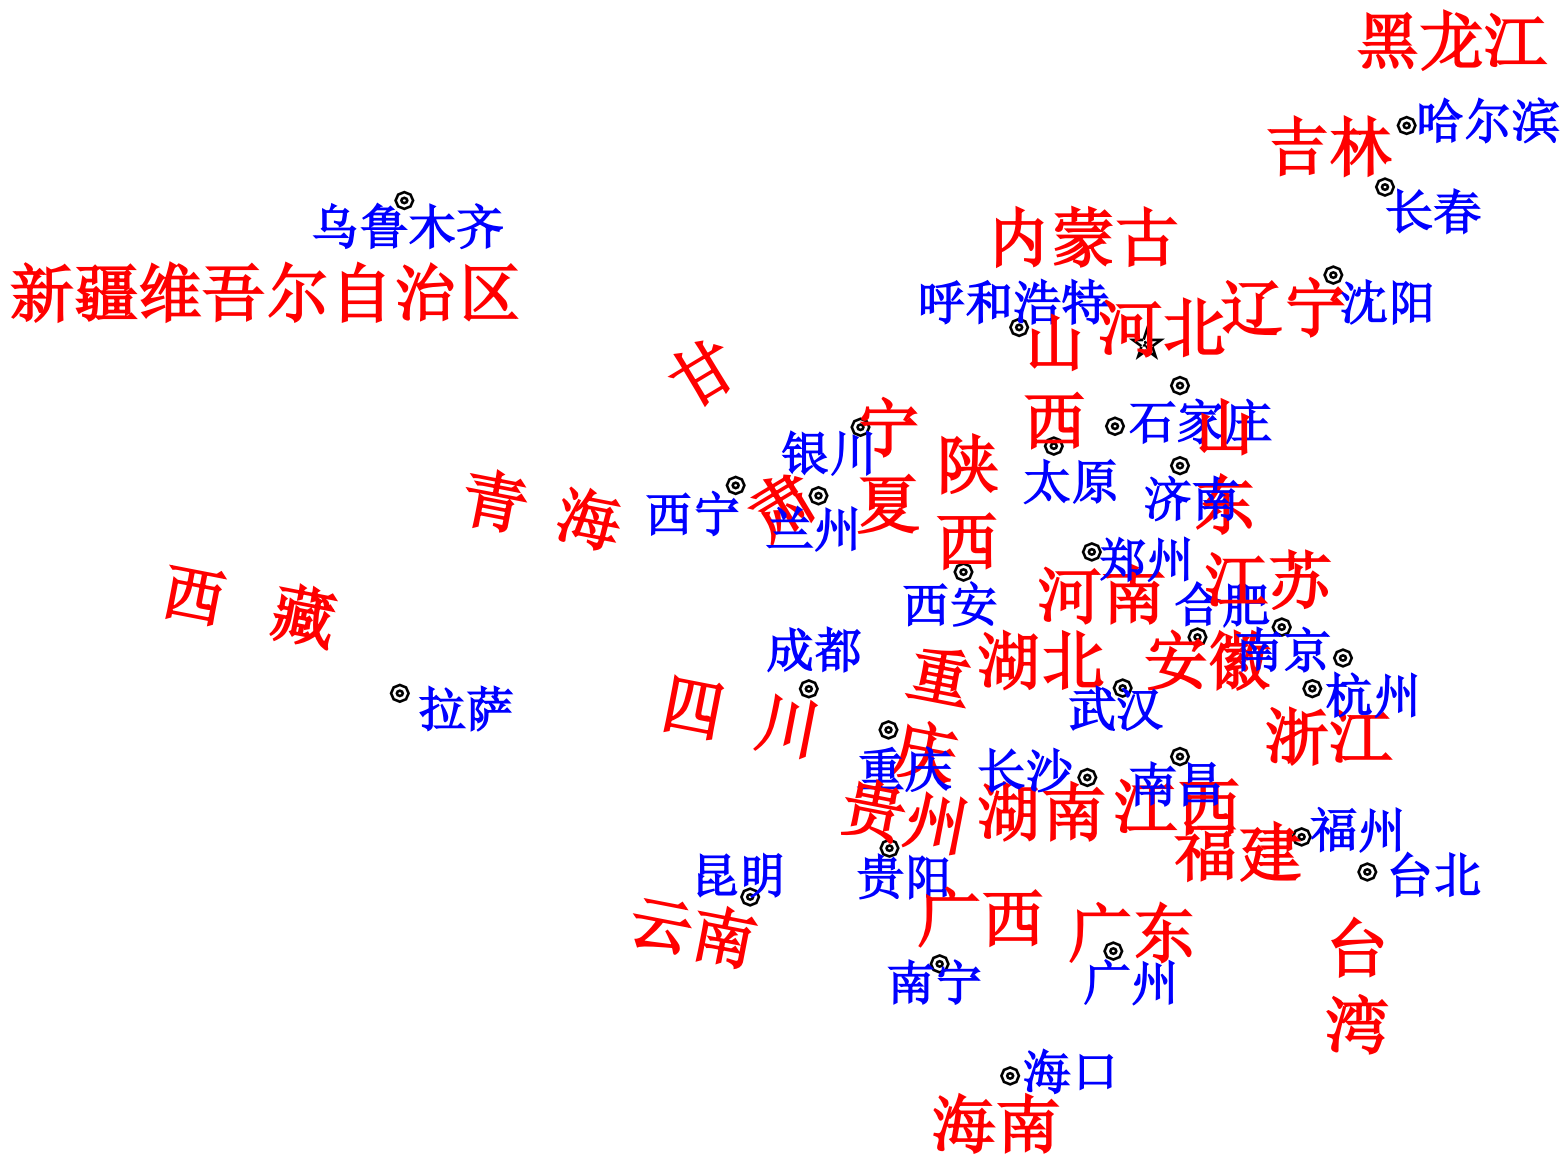 黑龙江
哈尔滨
吉林
长春
乌鲁木齐
内蒙古
新疆维吾尔自治区
呼和浩特
河北
辽宁
沈阳
山西
甘肃
石家庄
山东
宁夏
银川
陕西
太原
济南
青海
西宁
兰州
郑州
江苏
西藏
西安
河南
合肥
成都
重庆
湖北
安徽
南京
拉萨
四川
武汉
杭州
浙江
重庆
长沙
南昌
贵州
湖南
江西
福建
福州
昆明
贵阳
台北
云南
广西
广东
台湾
南宁
广州
海口
海南